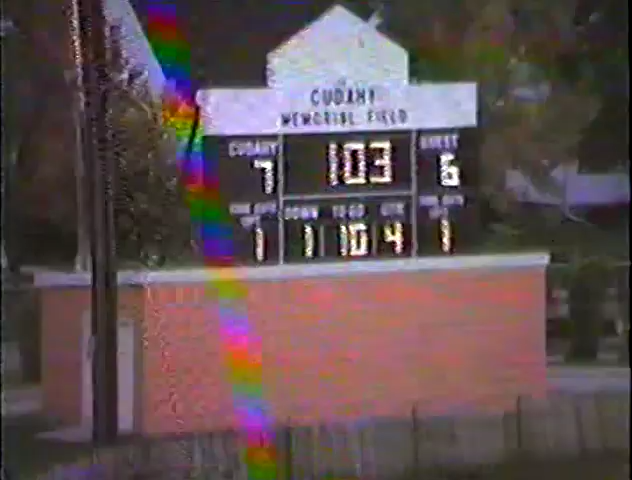 CUDAHY
MEMORIAL FIELD
CUDAHY GUEST
7 103 6
DOWN TO GO QTR
1 1 10 4 1